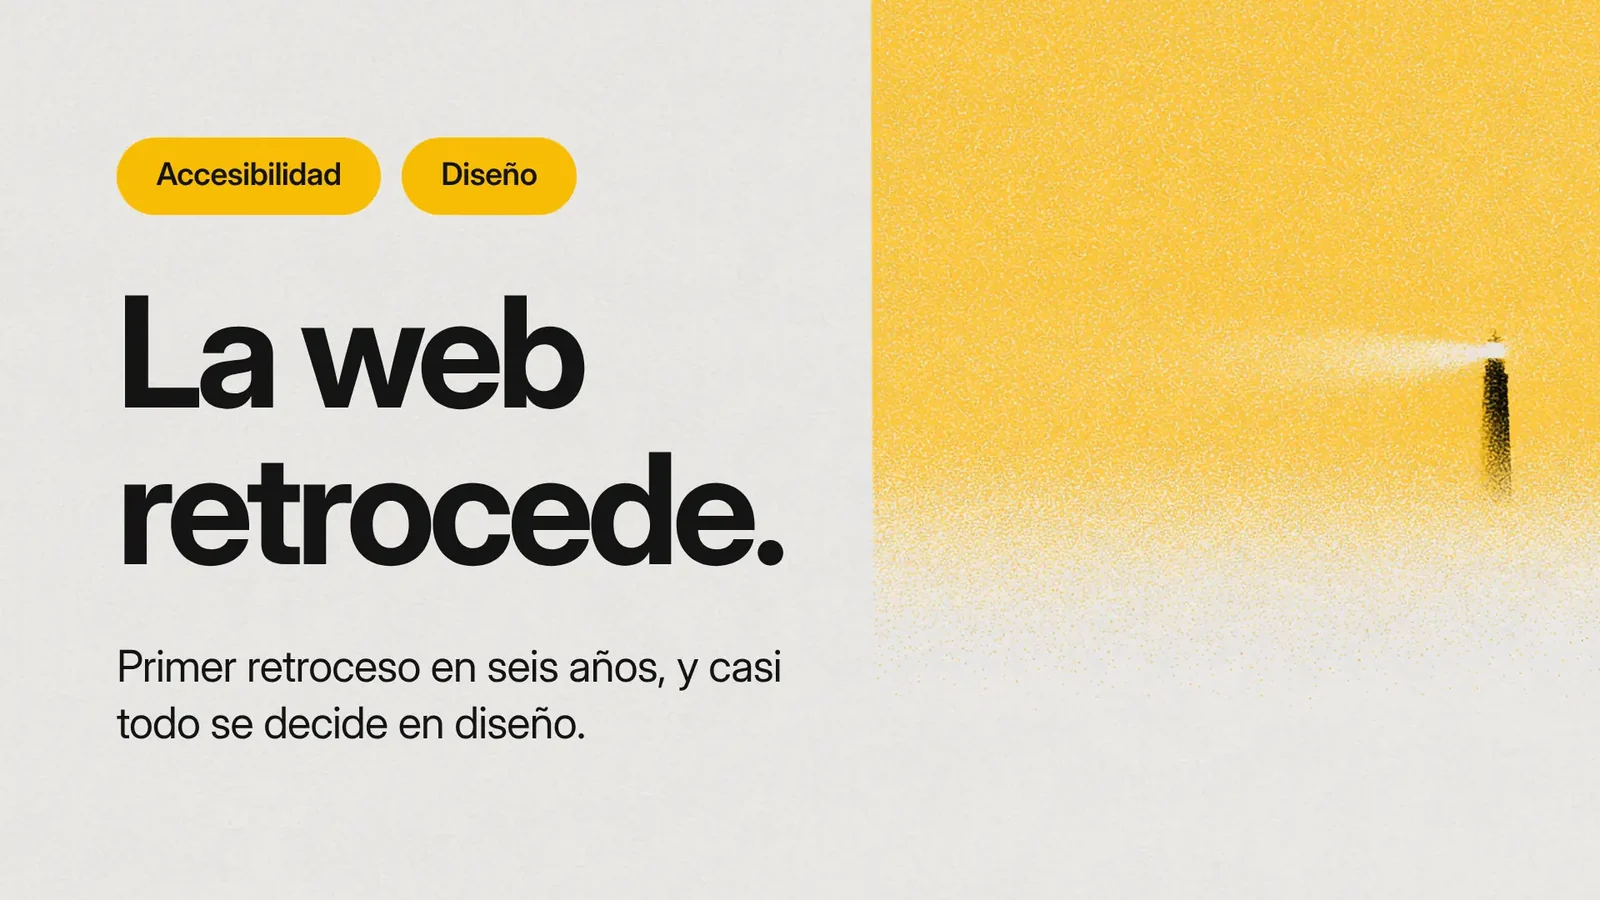 Accesibilidad
Diseño
La web
retrocede.
Primer retroceso en seis años, y casi
todo se decide en diseño.